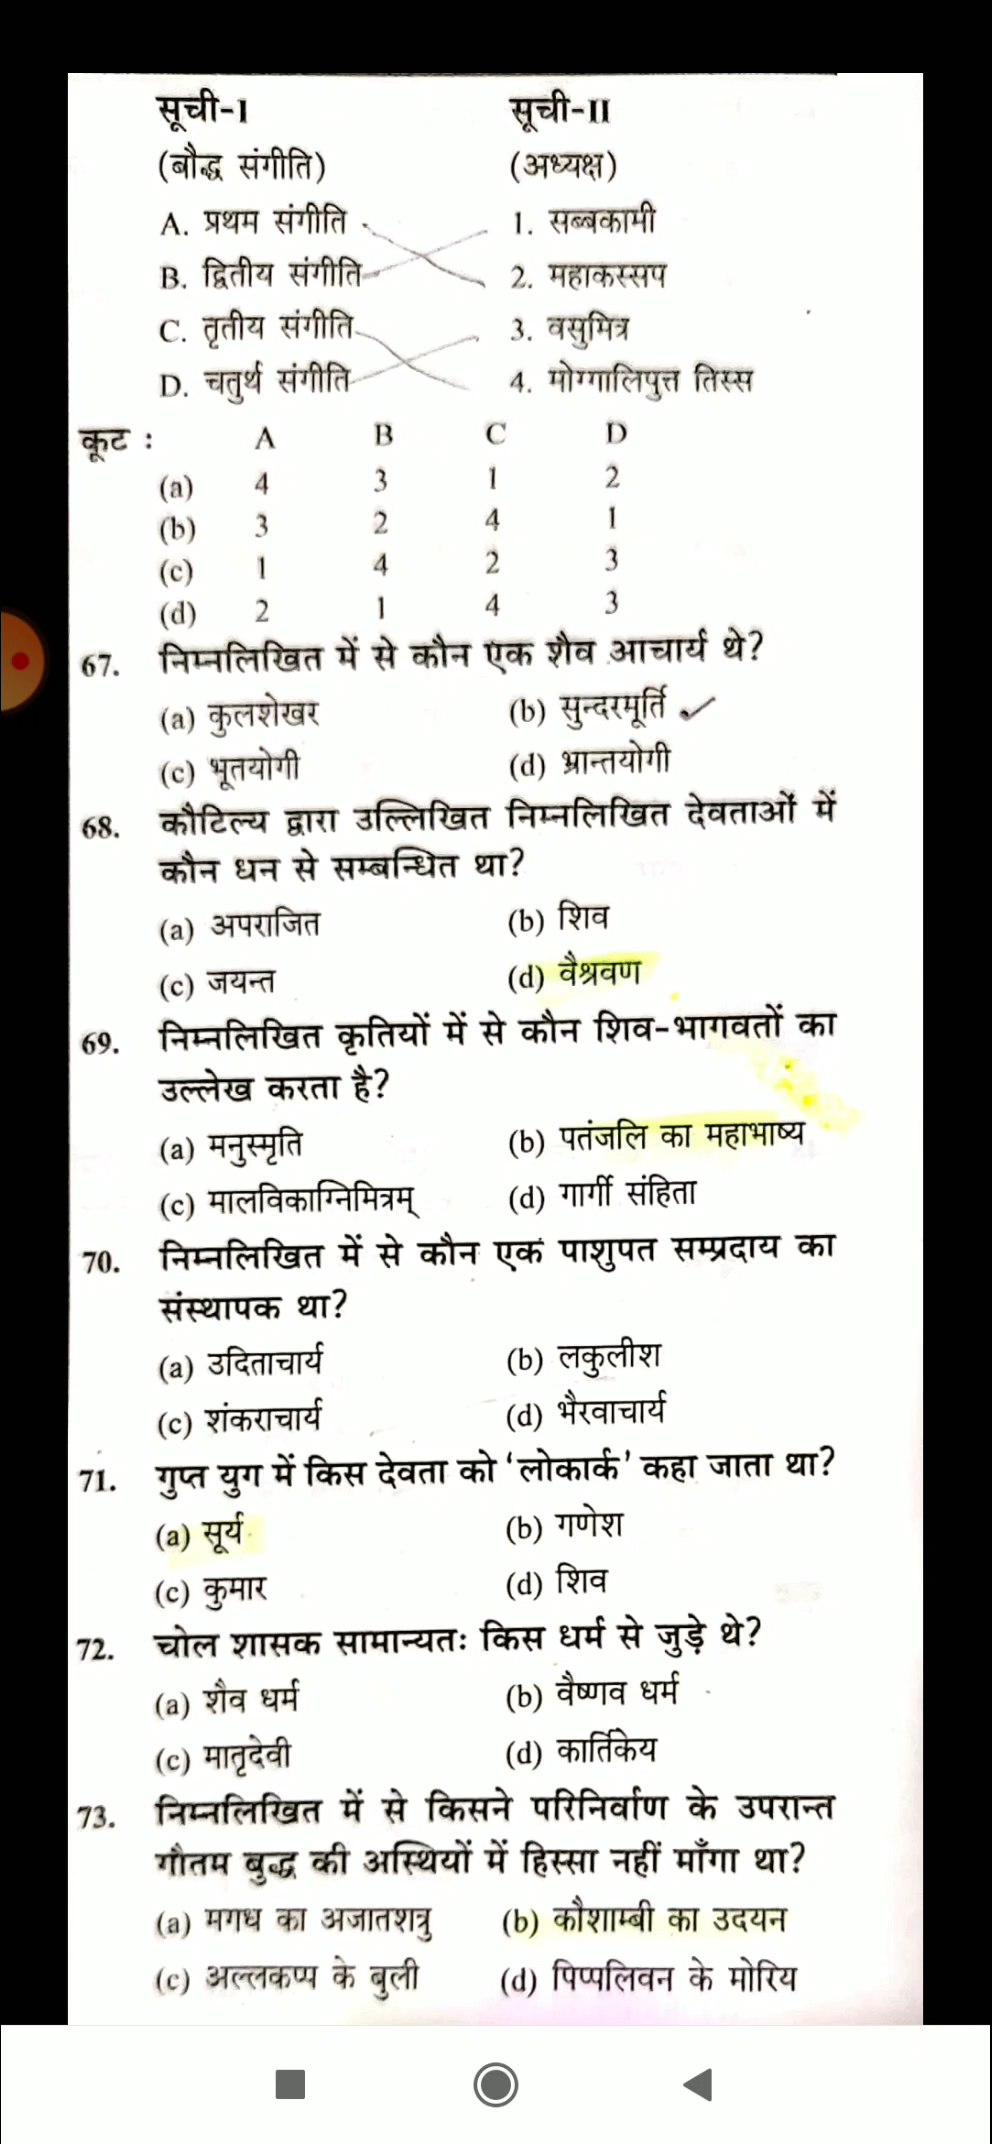 सूची-I सूची-II
(बौद्ध संगीति) (अध्यक्ष)
A. प्रथम संगीति 1. सब्बकामी
B. द्वितीय संगीति 2. महाकस्सप
C. तृतीय संगीति 3. वसुमित्र
D. चतुर्थ संगीति 4. मोग्गालिपुत्त तिस्स
कूट : A B C D
(a) 4 3 1 2
(b) 3 2 4 1
(c) 1 4 2 3
(d) 2 1 4 3
67. निम्नलिखित में से कौन एक शैव आचार्य थे?
(a) कुलशेखर (b) सुन्दरमूर्ति
(c) भूतयोगी (d) भ्रान्तयोगी
68. कौटिल्य द्वारा उल्लिखित निम्नलिखित देवताओं में
कौन धन से सम्बन्धित था?
(a) अपराजित (b) शिव
(c) जयन्त (d) वैश्रवण
69. निम्नलिखित कृतियों में से कौन शिव-भागवतों का
उल्लेख करता है?
(a) मनुस्मृति (b) पतंजलि का महाभाष्य
(c) मालविकाग्निमित्रम् (d) गार्गी संहिता
70. निम्नलिखित में से कौन एक पाशुपत सम्प्रदाय का
संस्थापक था?
(a) उदिताचार्य (b) लकुलीश
(c) शंकराचार्य (d) भैरवाचार्य
71. गुप्त युग में किस देवता को ‘लोकार्क’ कहा जाता था?
(a) सूर्य (b) गणेश
(c) कुमार (d) शिव
72. चोल शासक सामान्यतः किस धर्म से जुड़े थे?
(a) शैव धर्म (b) वैष्णव धर्म
(c) मातृदेवी (d) कार्तिकेय
73. निम्नलिखित में से किसने परिनिर्वाण के उपरान्त
गौतम बुद्ध की अस्थियों में हिस्सा नहीं माँगा था?
(a) मगध का अजातशत्रु (b) कौशाम्बी का उदयन
(c) अल्लकप्प के बुली (d) पिप्पलिवन के मोरिय